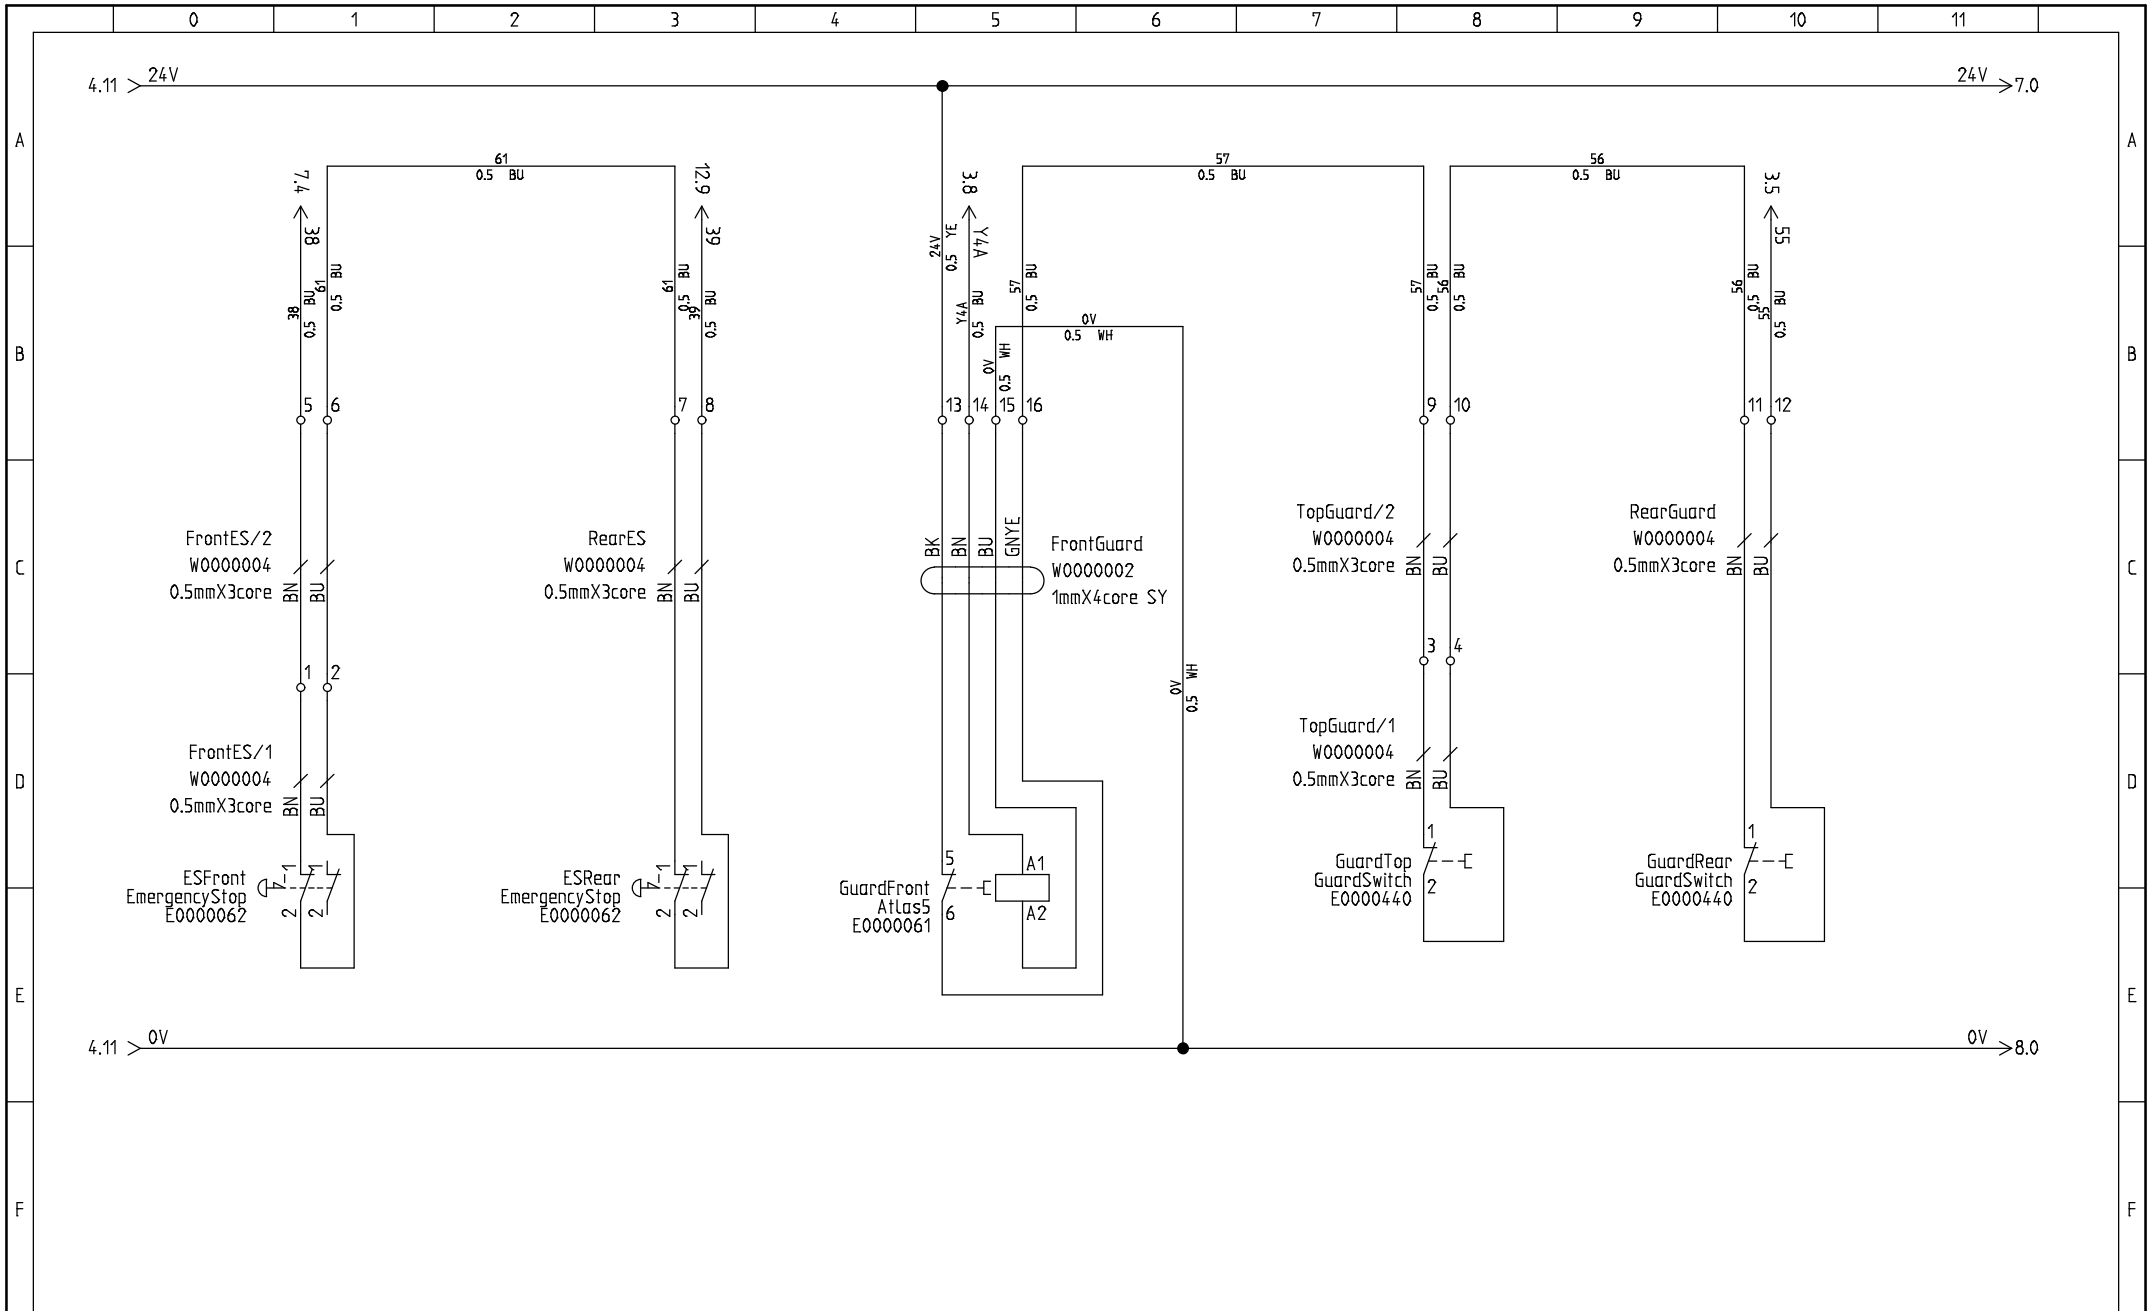 0 1 2 3 4 5 6 7 8 9 10 11
4.11 24V 24V 7.0
A A
61
0.5 BU
57
0.5 BU
56
0.5 BU
7.4
38
12.9
39
3.8
Y4A
3.5
55
38
0.5 BU
61
0.5 BU
61
0.5 BU
39
0.5 BU
24V
0.5 YE
Y4A
0.5 BU
57
0.5 BU
57
0.5 BU
56
0.5 BU
56
0.5 BU
55
0.5 BU
0V
0.5 WH
0V
0.5 WH
B B
5 6 7 8 13 14 15 16 9 10 11 12
FrontES/2
W0000004
0.5mmX3core
BN BU
RearES
W0000004
0.5mmX3core
BN BU
BK BN BU GNYE
FrontGuard
W0000002
1mmX4core SY
TopGuard/2
W0000004
0.5mmX3core
BN BU
RearGuard
W0000004
0.5mmX3core
BN BU
C C
1 2
3 4
0V
0.5 WH
FrontES/1
W0000004
0.5mmX3core
BN BU
TopGuard/1
W0000004
0.5mmX3core
BN BU
D D
ESFront
EmergencyStop
E0000062
1 1
2 2
ESRear
EmergencyStop
E0000062
1 1
2 2
GuardFront
Atlas5
E0000061
5
6
A1
A2
GuardTop
GuardSwitch
E0000440
1
2
GuardRear
GuardSwitch
E0000440
1
2
E E
4.11 0V 0V 8.0
F F